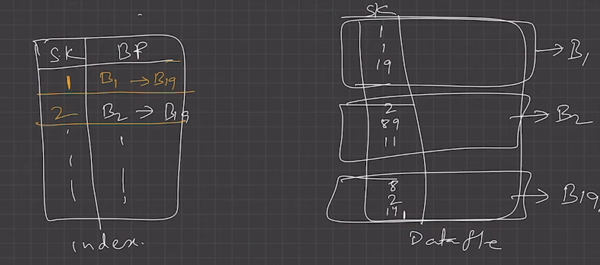 SK BP
1 B1 → B19
2 B2 → B19
index.
SK
1
1
19
→ B1
2
89
11
→ B2
8
2
19
→ B19
Data file